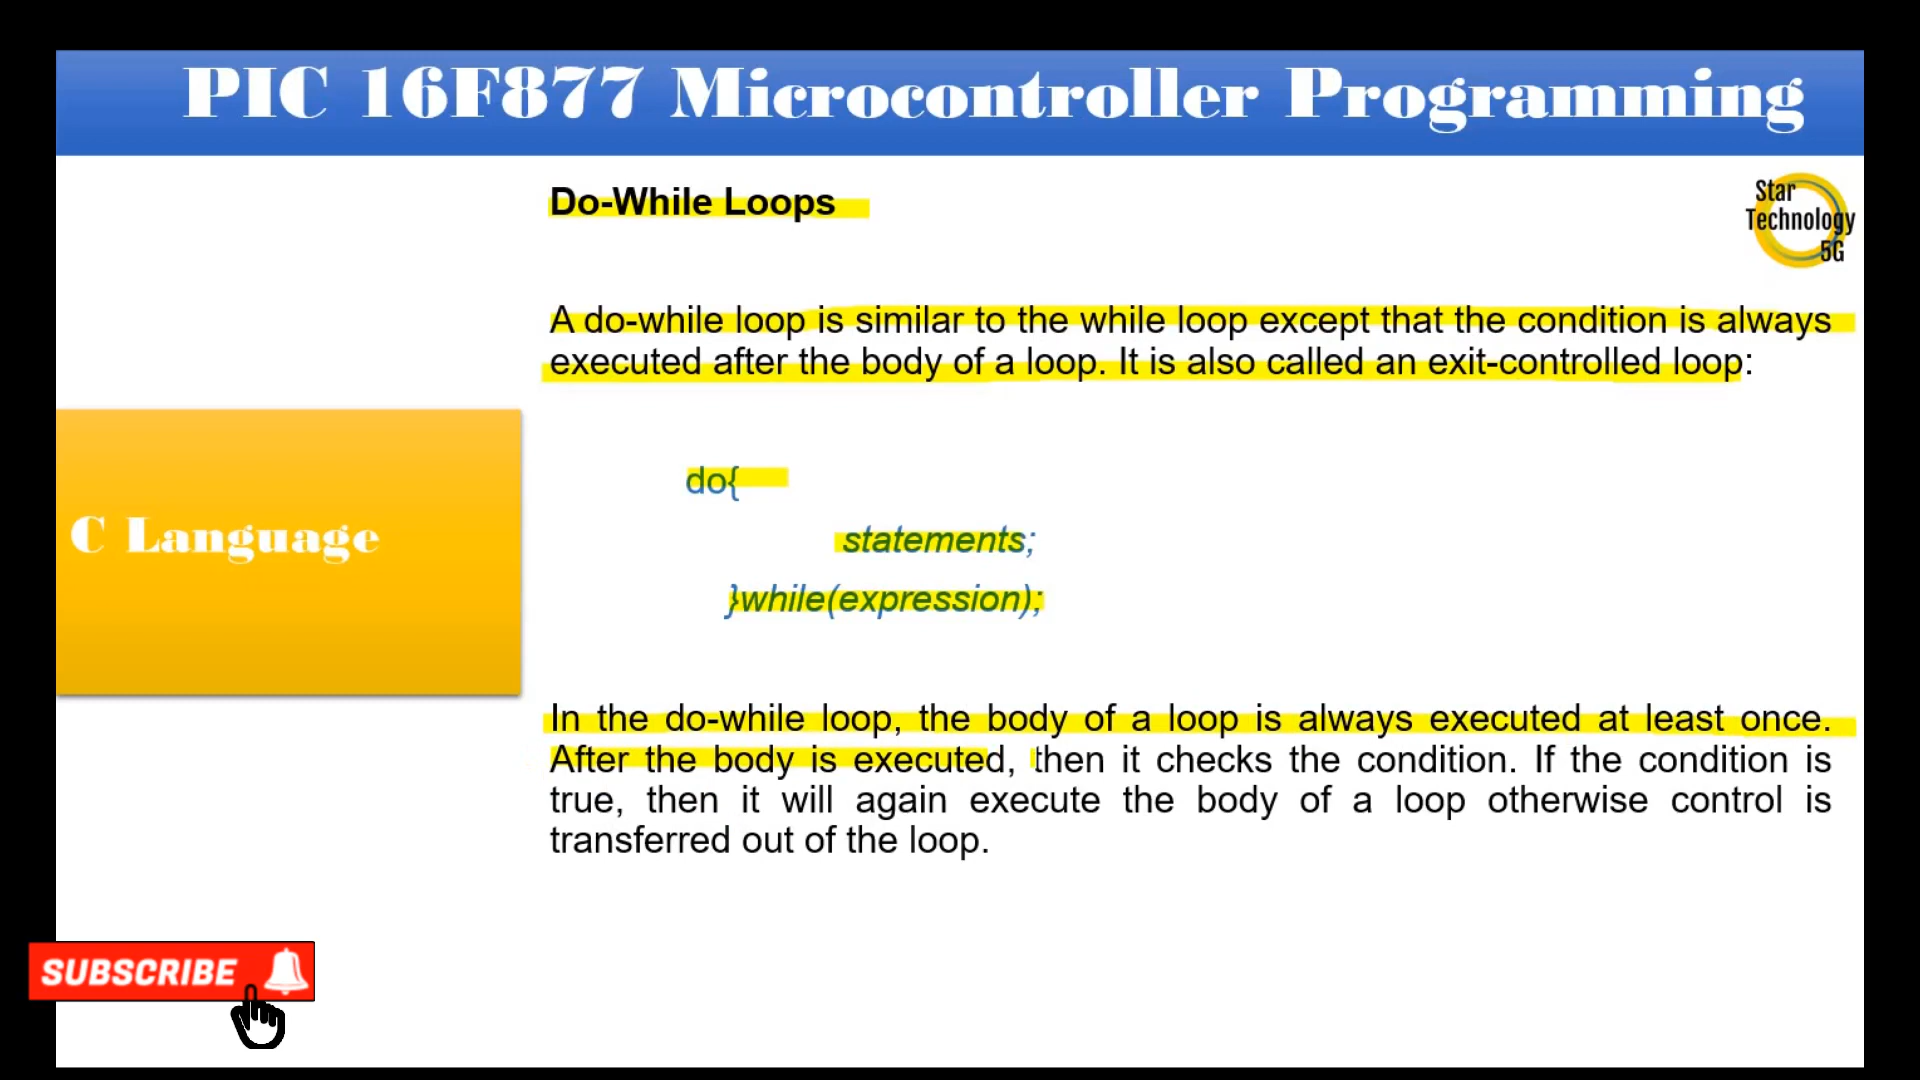 PIC 16F877 Microcontroller Programming
Do-While Loops
Star
Technology
5G
A do-while loop is similar to the while loop except that the condition is always
executed after the body of a loop. It is also called an exit-controlled loop:
do{
statements;
}while(expression);
C Language
In the do-while loop, the body of a loop is always executed at least once.
After the body is executed, then it checks the condition. If the condition is
true, then it will again execute the body of a loop otherwise control is
transferred out of the loop.
SUBSCRIBE